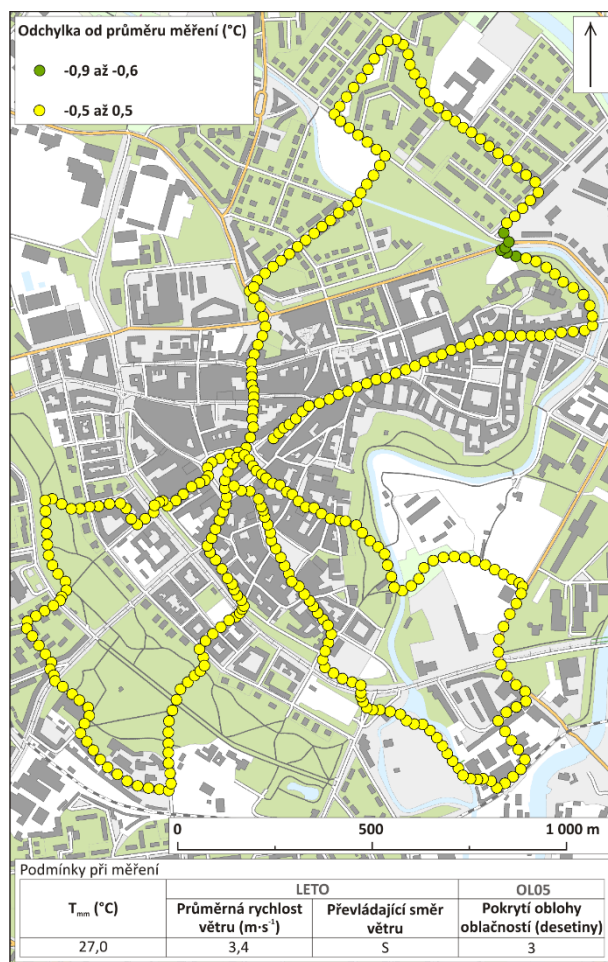 Odchylka od průměru měření (°C)
-0,9 až -0,6
-0,5 až 0,5
0 500 1 000 m
Podmínky při měření
LETO OL05
Tmm (°C) Průměrná rychlost větru (m·s⁻¹) Převládající směr větru Pokrytí oblohy oblačností (desetiny)
27,0 3,4 S 3